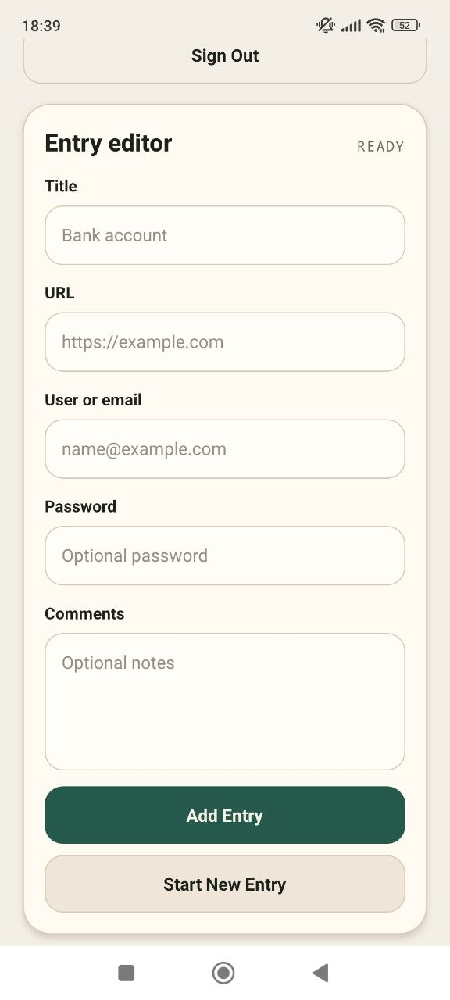 18:39
52
Sign Out
Entry editor
READY
Title
Bank account
URL
https://example.com
User or email
name@example.com
Password
Optional password
Comments
Optional notes
Add Entry
Start New Entry